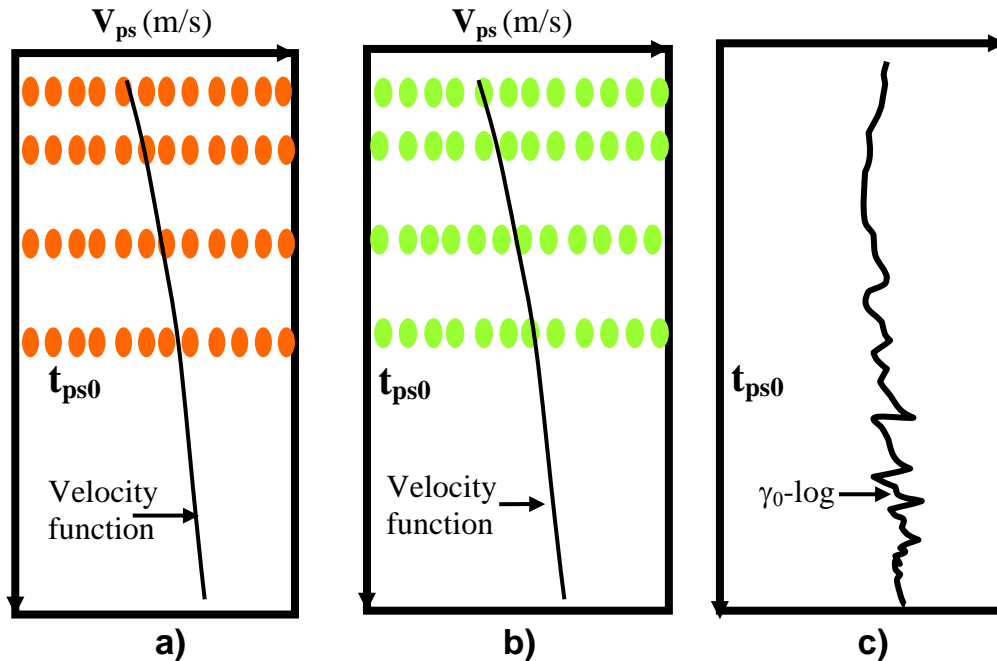 Vps (m/s)
tps0
Velocity
function
a)
Vps (m/s)
tps0
Velocity
function
b)
tps0
γ0-log
c)